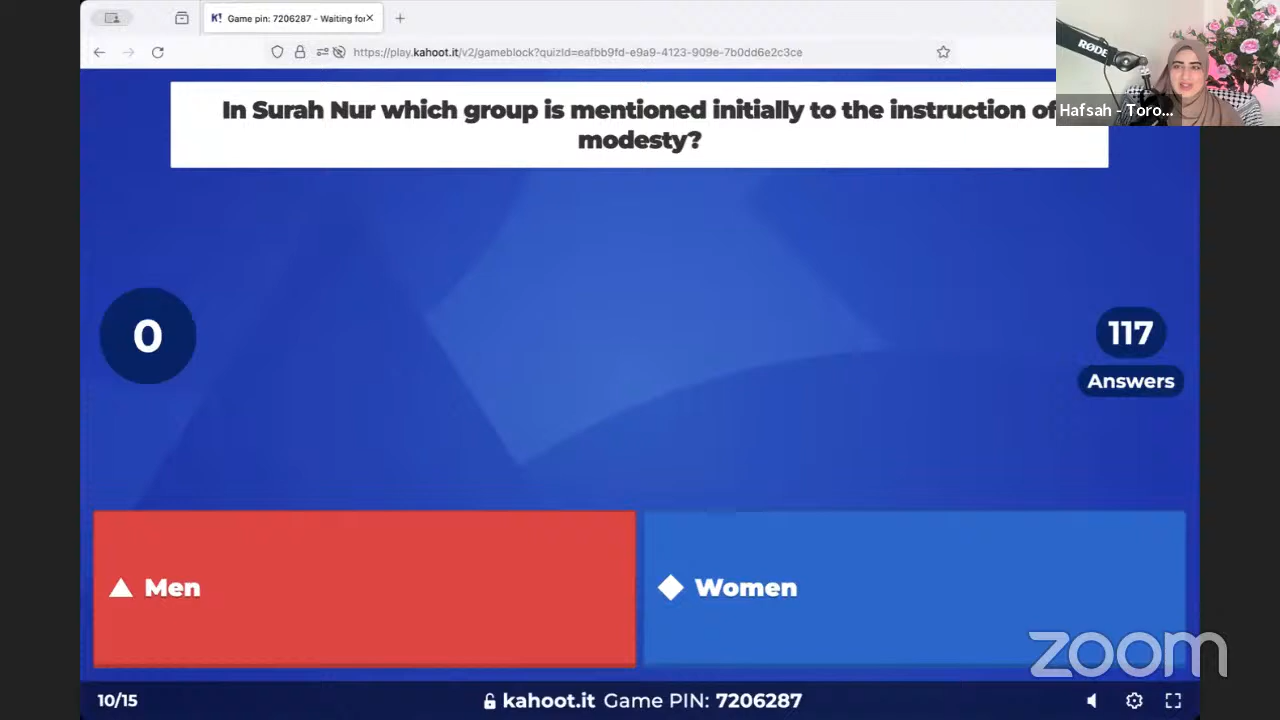 K! Game pin: 7206287 - Waiting for
https://play.kahoot.it/v2/gameblock?quizId=eafbb9fd-e9a9-4123-909e-7b0dd6e2c3ce
RØDE
Hafsah - Toro...
In Surah Nur which group is mentioned initially to the instruction of
modesty?
0
117
Answers
Men
Women
zoom
10/15
kahoot.it Game PIN: 7206287